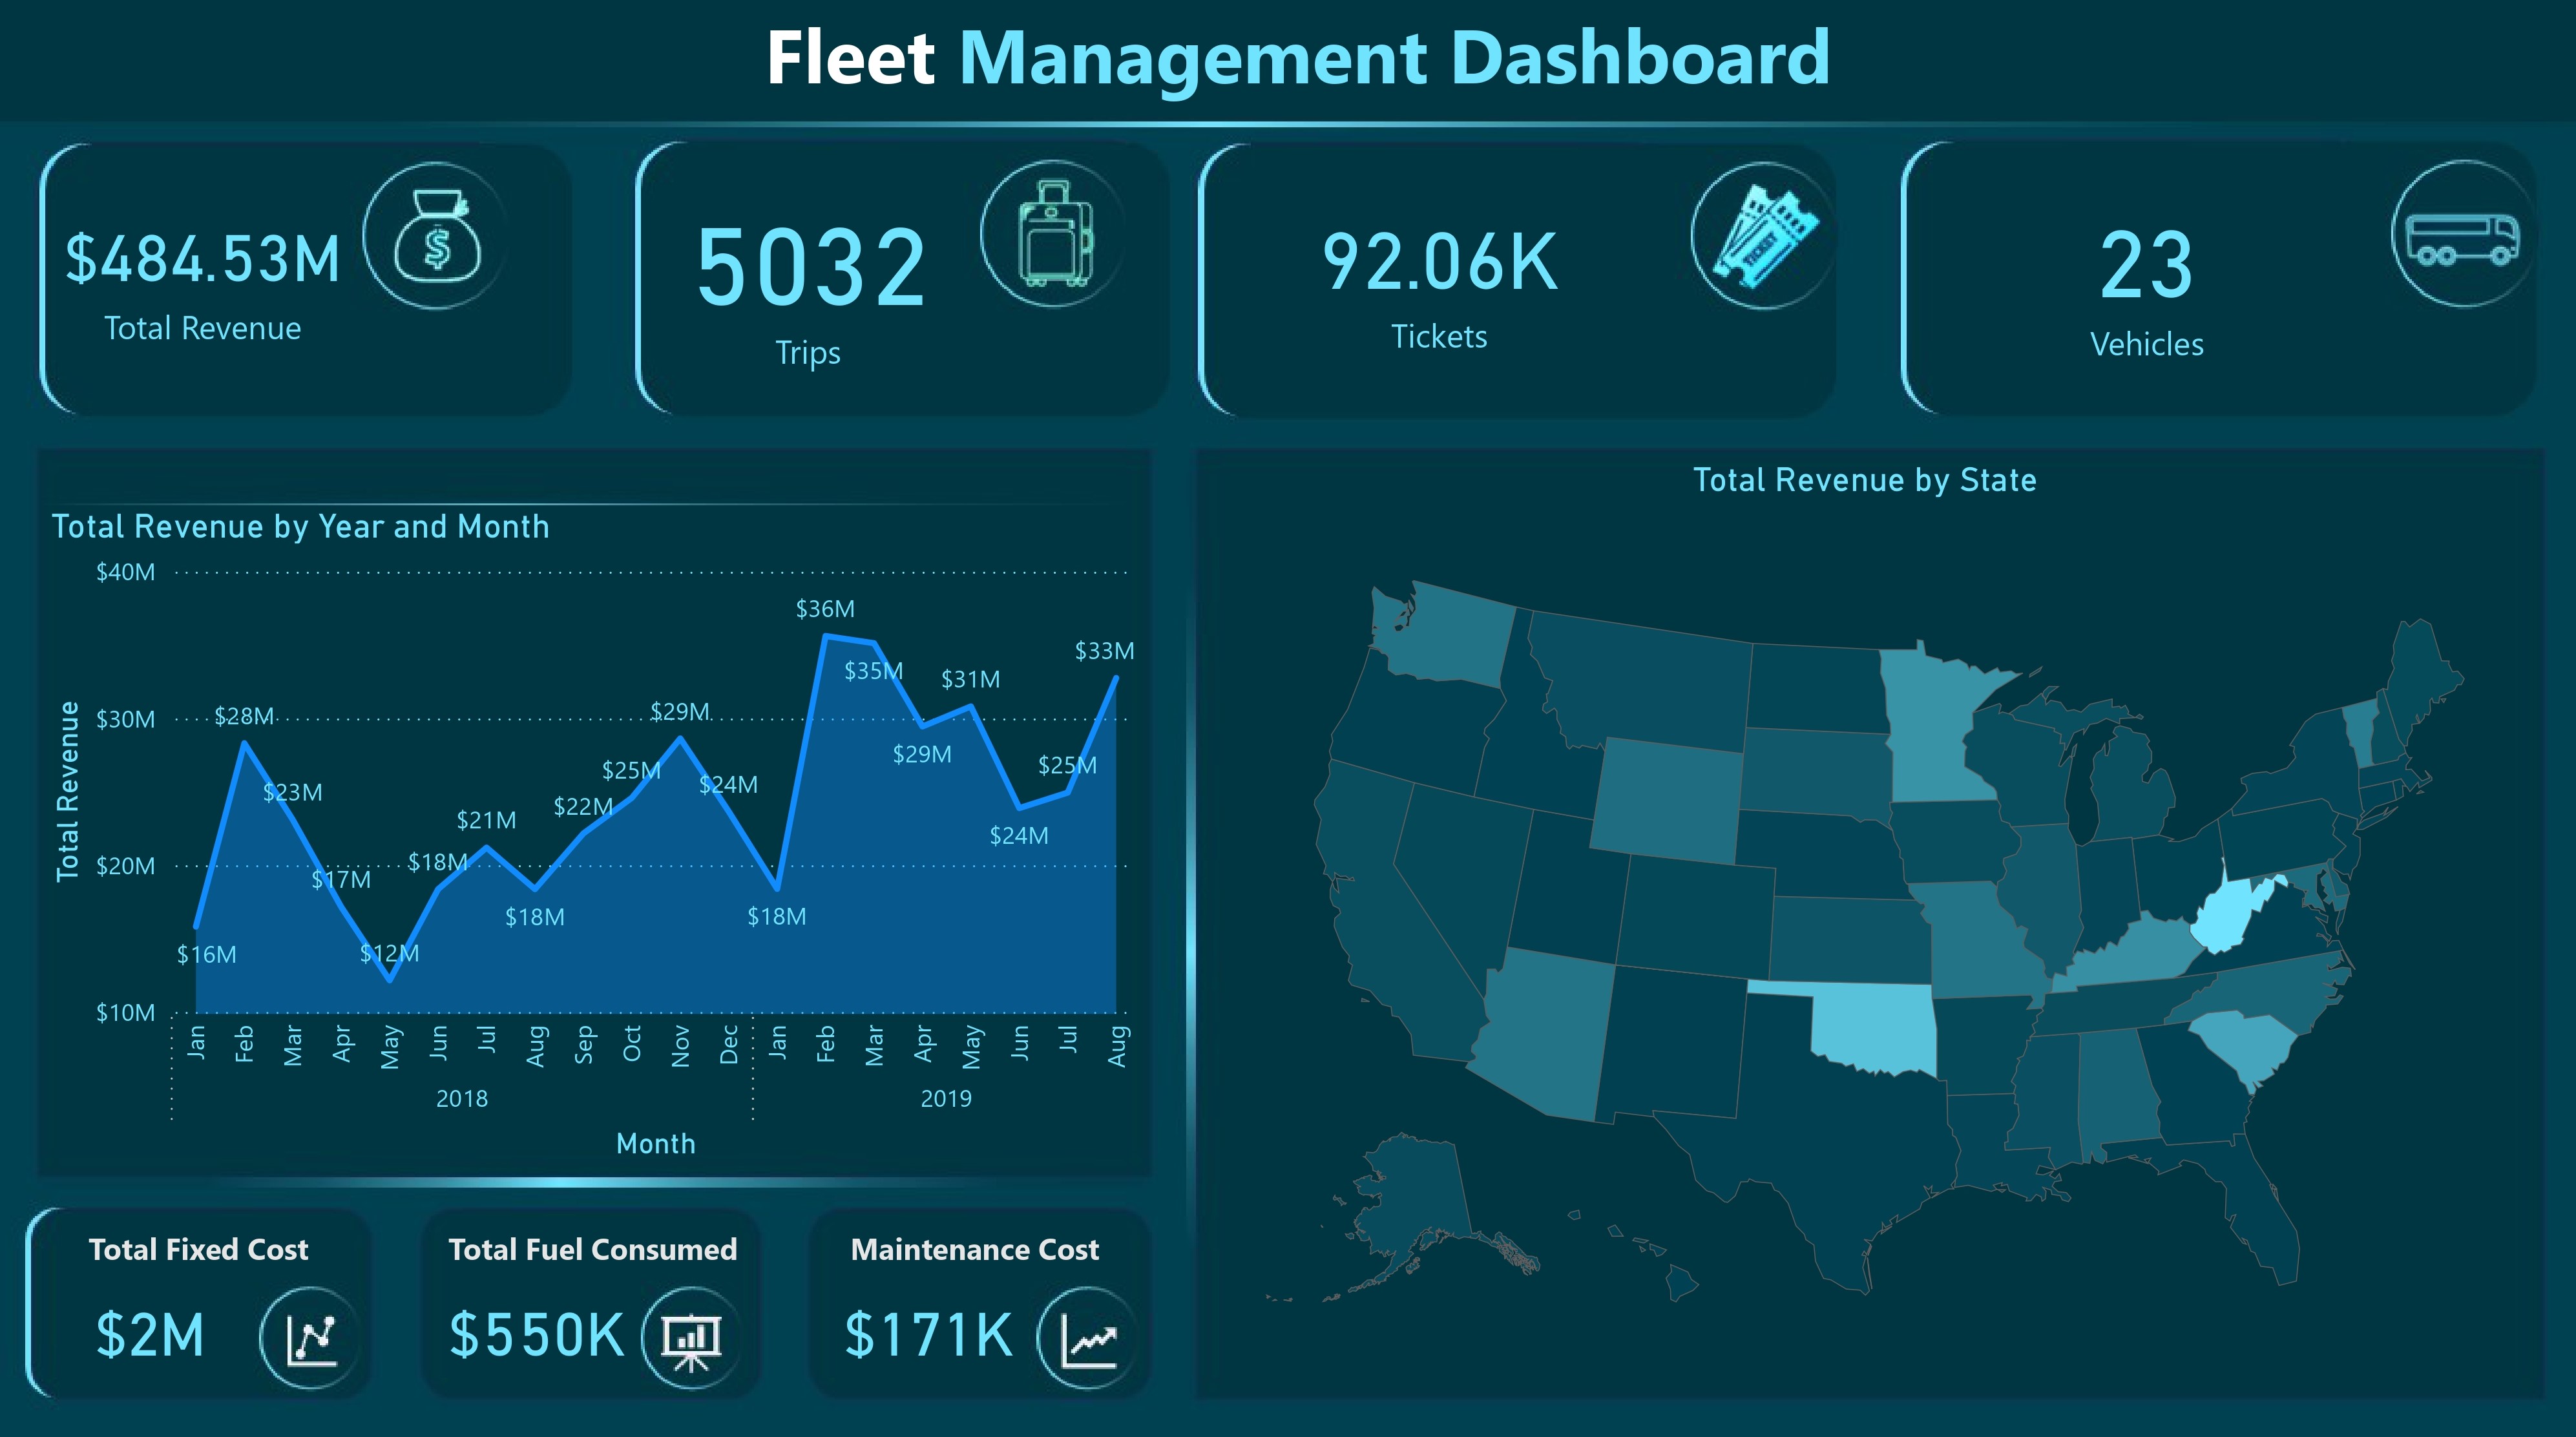 Fleet Management Dashboard
$484.53M
Total Revenue
5032
Trips
92.06K
Tickets
TICKET
23
Vehicles
Total Revenue by Year and Month
Total Revenue
$40M
$30M
$20M
$10M
$16M
$28M
$23M
$17M
$12M
$18M
$21M
$18M
$22M
$25M
$29M
$24M
$18M
$36M
$35M
$29M
$31M
$24M
$25M
$33M
Jan Feb Mar Apr May Jun Jul Aug Sep Oct Nov Dec Jan Feb Mar Apr May Jun Jul Aug
2018 2019
Month
Total Revenue by State
Total Fixed Cost
$2M
Total Fuel Consumed
$550K
Maintenance Cost
$171K